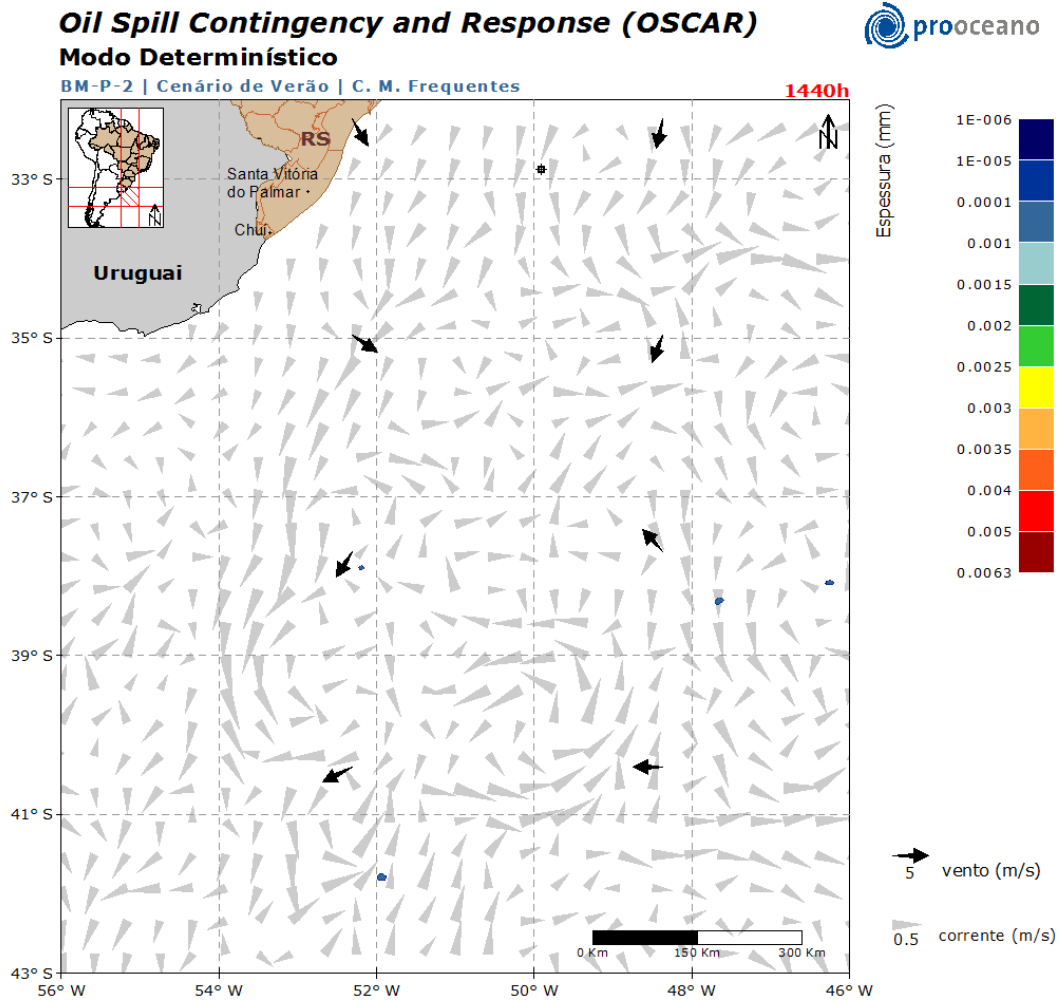 Oil Spill Contingency and Response (OSCAR)
prooceano
Modo Determinístico
BM-P-2 | Cenário de Verão | C. M. Frequentes
1440h
N
RS
Santa Vitória
do Palmar
Chuí
Uruguai
N
33° S
35° S
37° S
39° S
41° S
43° S
56° W
54° W
52° W
50° W
48° W
46° W
0 Km
150 Km
300 Km
Espessura (mm)
1E-006
1E-005
0.0001
0.001
0.0015
0.002
0.0025
0.003
0.0035
0.004
0.005
0.0063
5 vento (m/s)
0.5 corrente (m/s)